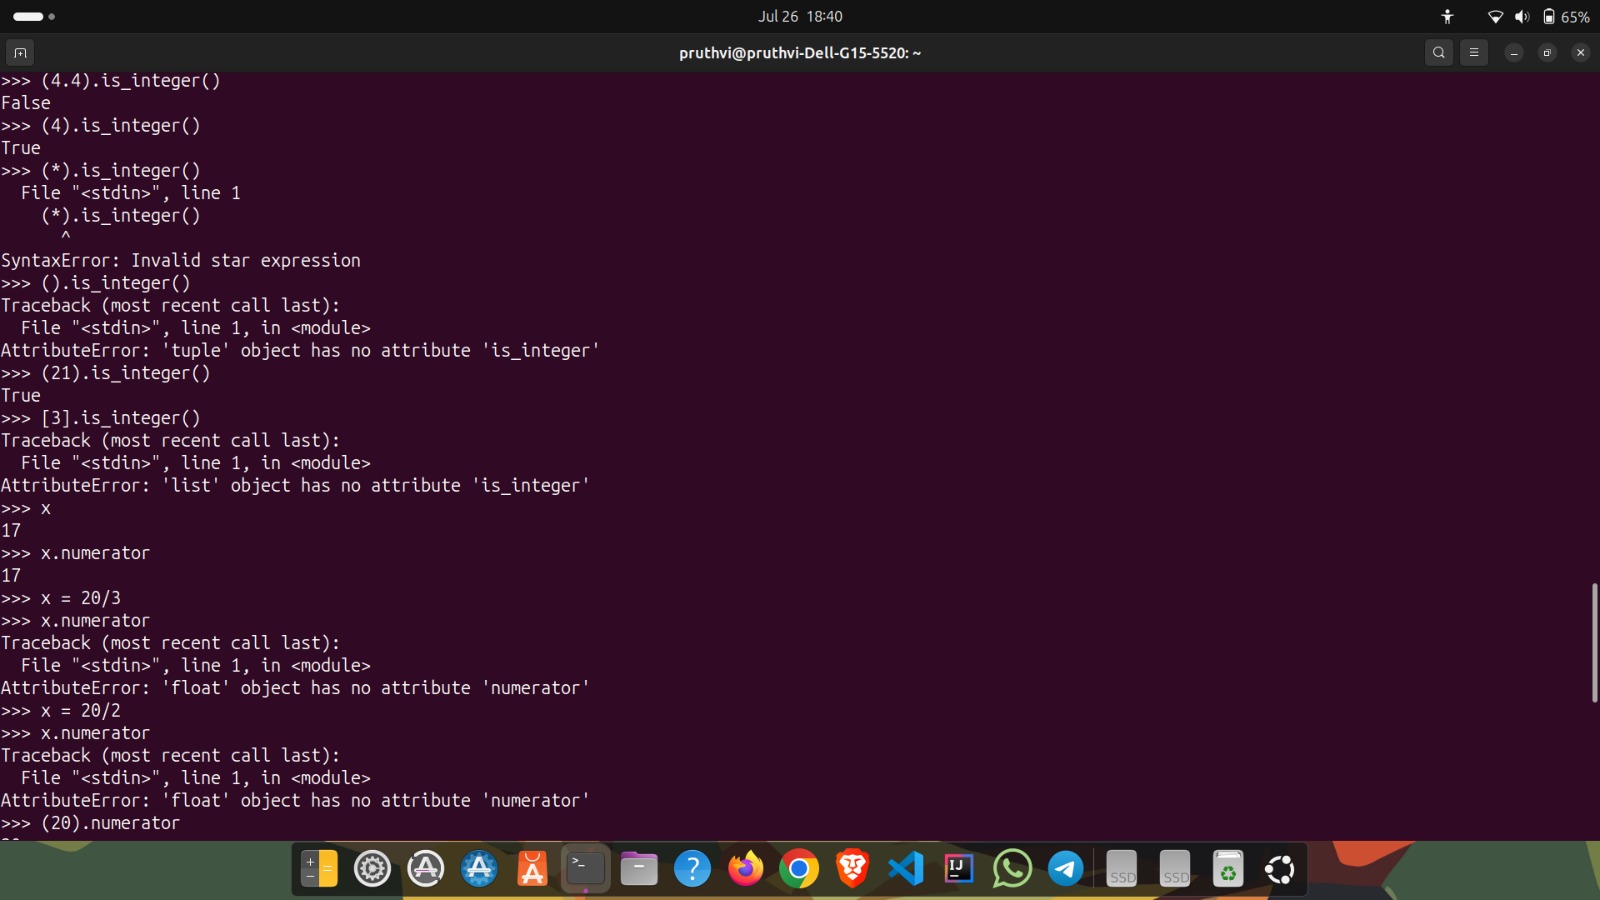 Jul 26 18:40
65%
pruthvi@pruthvi-Dell-G15-5520: ~
>>> (4.4).is_integer()
False
>>> (4).is_integer()
True
>>> (*).is_integer()
  File "<stdin>", line 1
    (*).is_integer()
      ^
SyntaxError: Invalid star expression
>>> ().is_integer()
Traceback (most recent call last):
  File "<stdin>", line 1, in <module>
AttributeError: 'tuple' object has no attribute 'is_integer'
>>> (21).is_integer()
True
>>> [3].is_integer()
Traceback (most recent call last):
  File "<stdin>", line 1, in <module>
AttributeError: 'list' object has no attribute 'is_integer'
>>> x
17
>>> x.numerator
17
>>> x = 20/3
>>> x.numerator
Traceback (most recent call last):
  File "<stdin>", line 1, in <module>
AttributeError: 'float' object has no attribute 'numerator'
>>> x = 20/2
>>> x.numerator
Traceback (most recent call last):
  File "<stdin>", line 1, in <module>
AttributeError: 'float' object has no attribute 'numerator'
>>> (20).numerator
>_
?
IJ
SSD
SSD